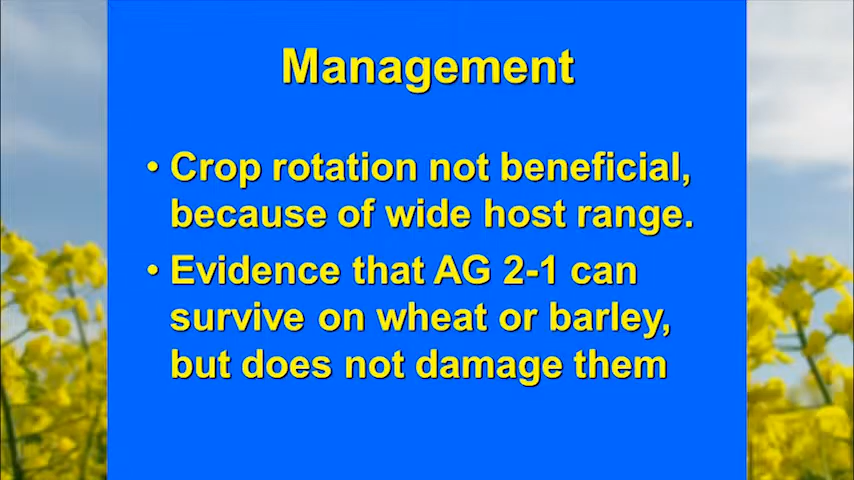 Management
• Crop rotation not beneficial,
because of wide host range.
• Evidence that AG 2-1 can
survive on wheat or barley,
but does not damage them